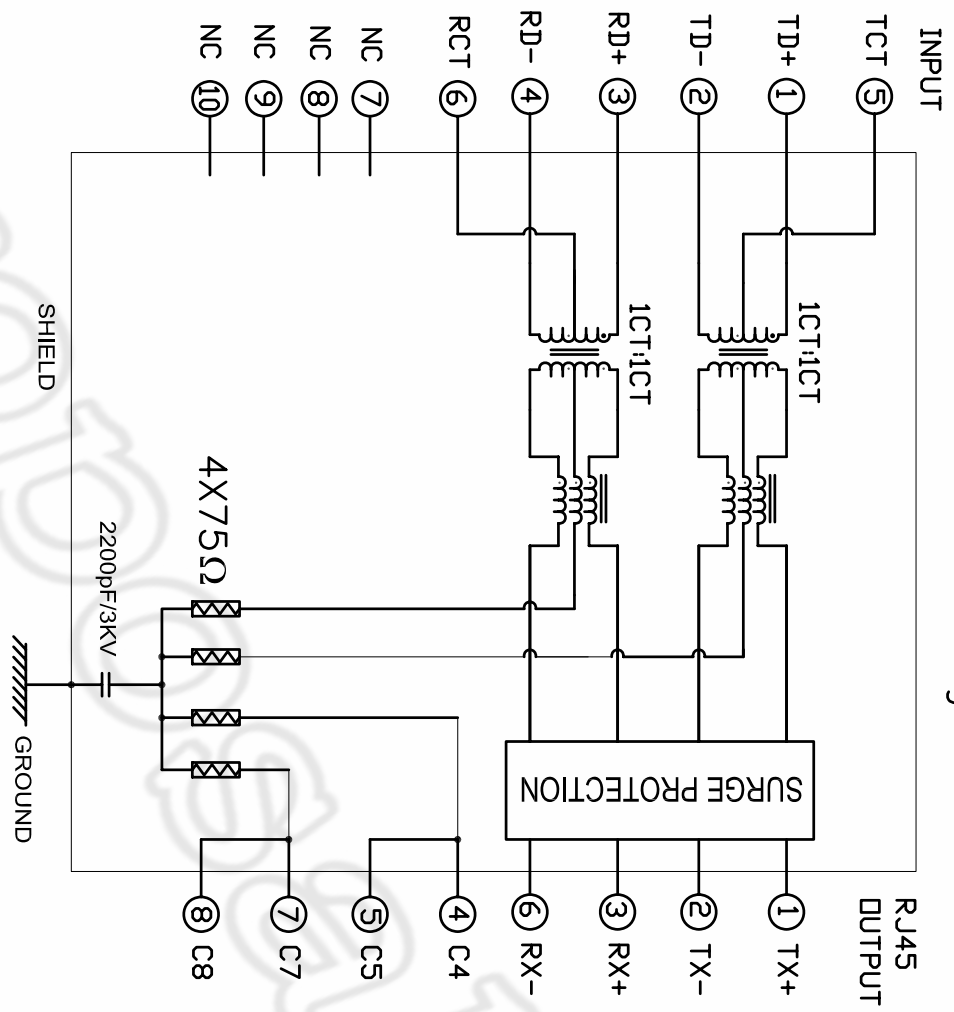 INPUT
TCT 5
TD+ 1
TD- 2
RD+ 3
RD- 4
RCT 6
NC 7
NC 8
NC 9
NC 10
1CT:1CT
1CT:1CT
SURGE PROTECTION
4X75Ω
2200pF/3KV
SHIELD
GROUND
RJ45
OUTPUT
1 TX+
2 TX-
3 RX+
6 RX-
4 C4
5 C5
7 C7
8 C8